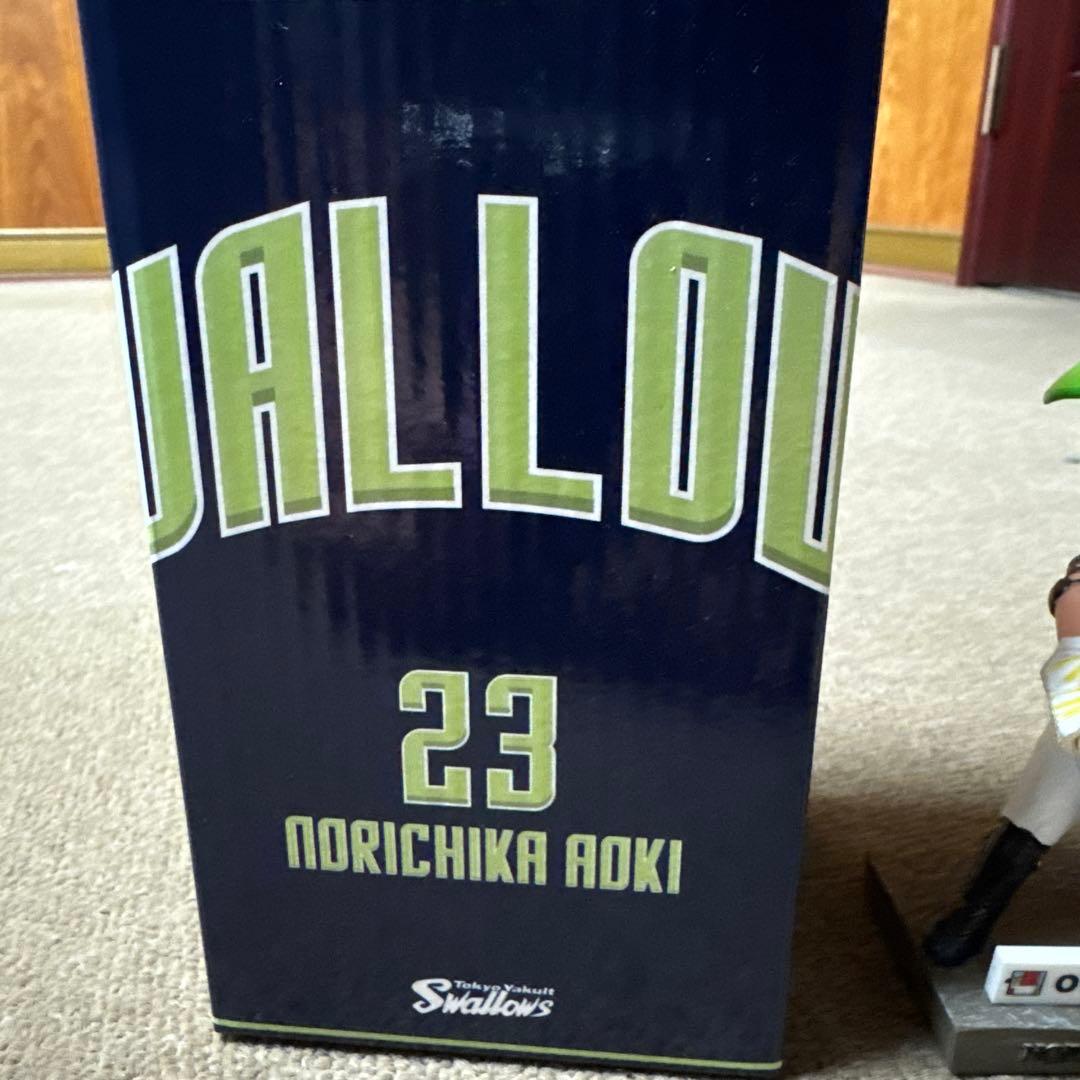 WALLOW
23
NORICHIKA AOKI
Tokyo Yakult
Swallows